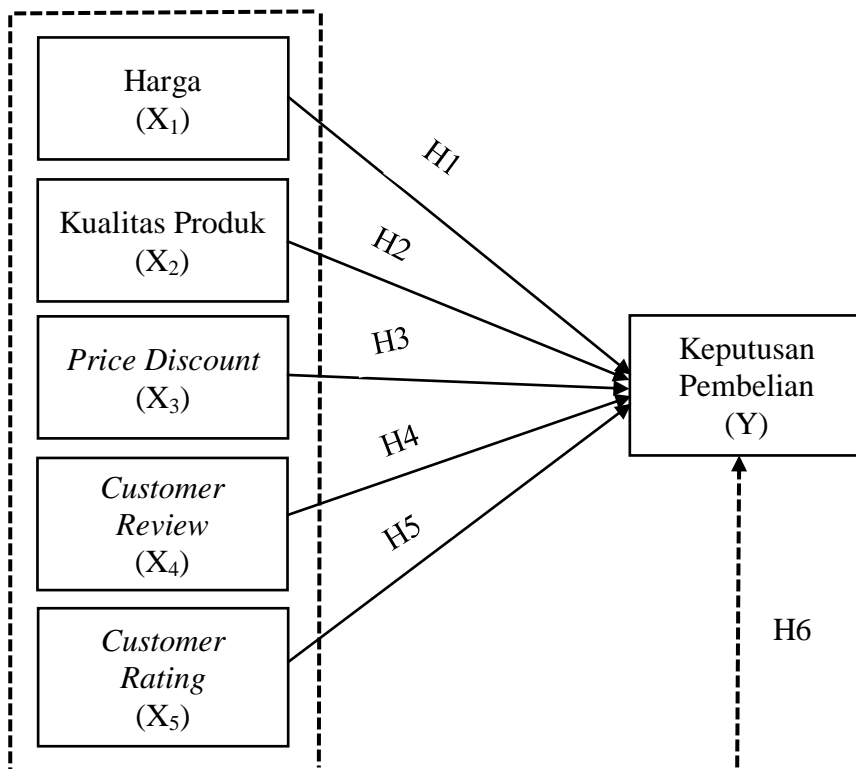 Harga
(X₁)
Kualitas Produk
(X₂)
Price Discount
(X₃)
Customer
Review
(X₄)
Customer
Rating
(X₅)
H1
H2
H3
H4
H5
Keputusan
Pembelian
(Y)
H6